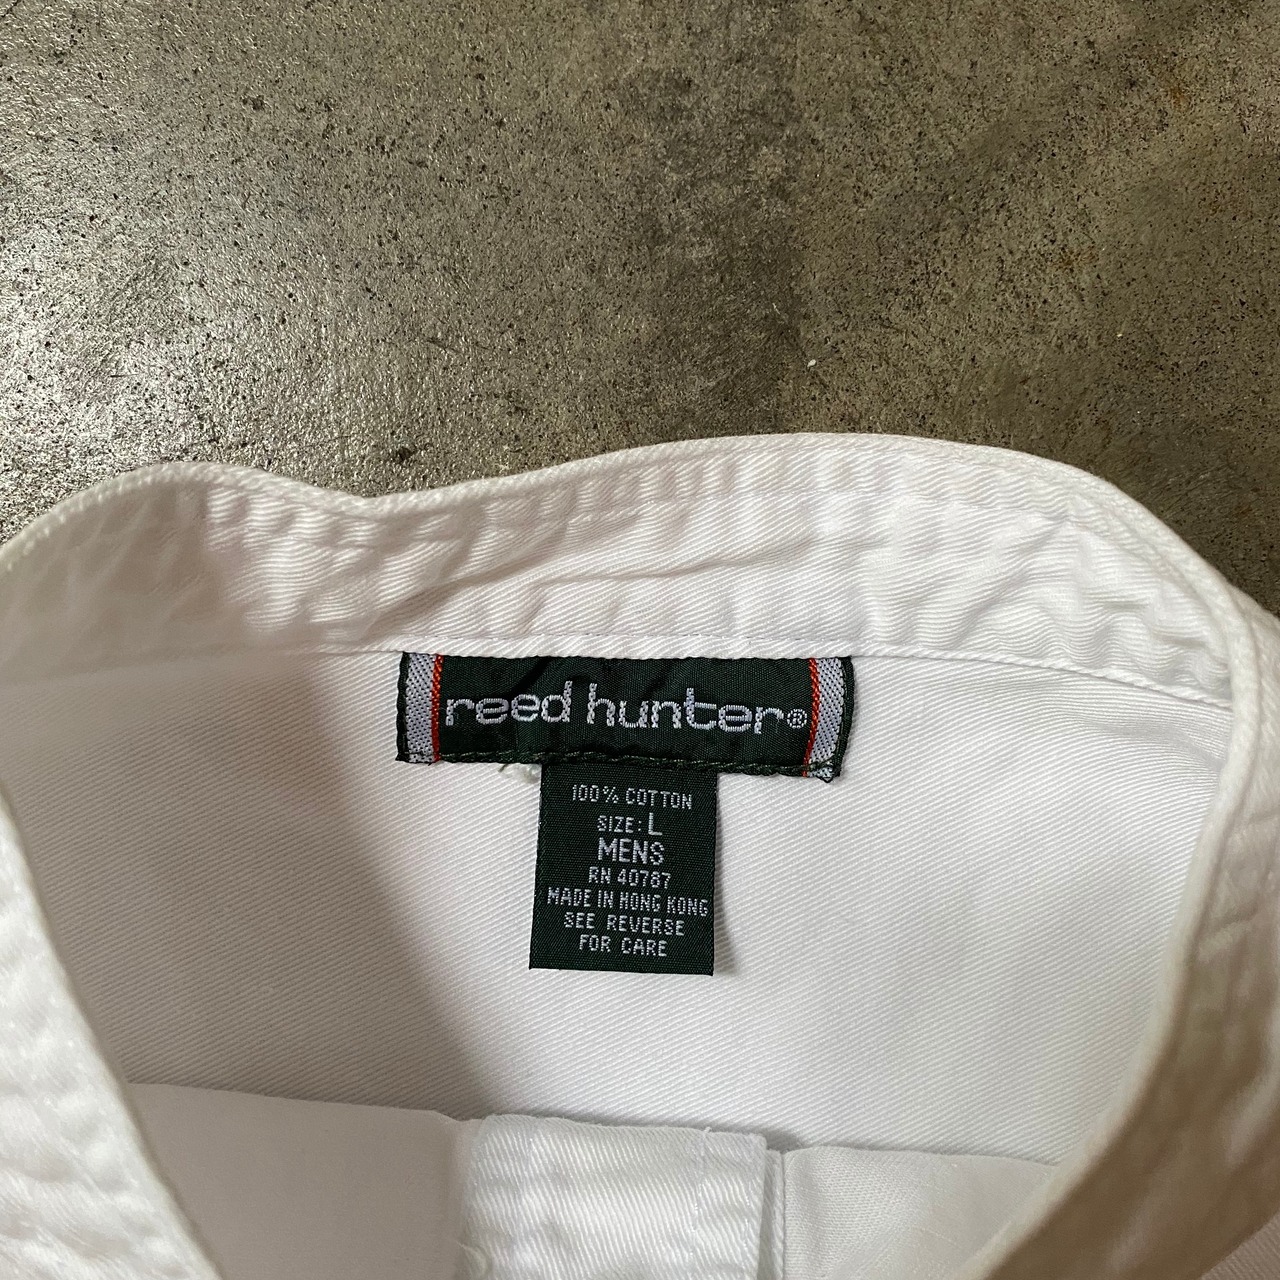 reed hunter®
100% COTTON
SIZE: L
MENS
RN 40787
MADE IN HONG KONG
SEE REVERSE
FOR CARE